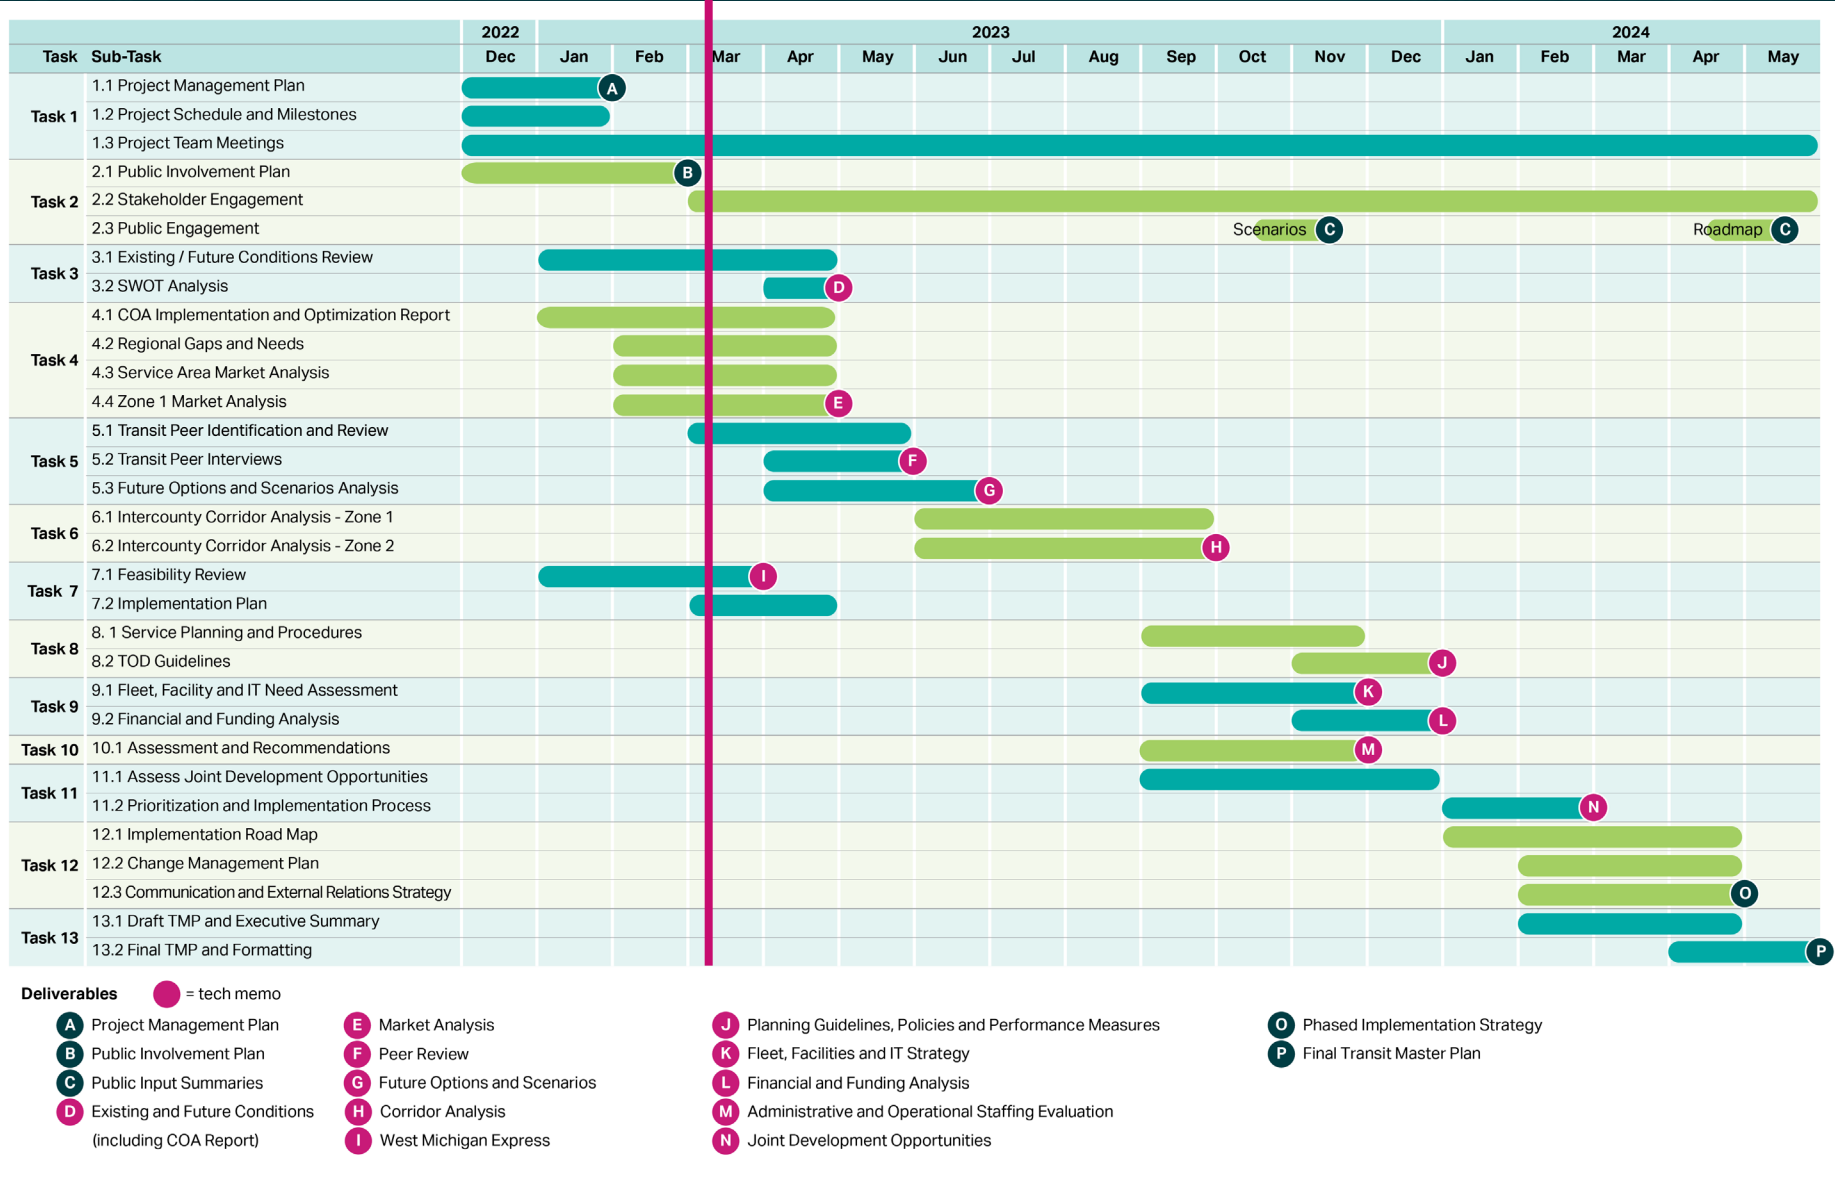 2022 2023 2024
Task Sub-Task Dec Jan Feb Mar Apr May Jun Jul Aug Sep Oct Nov Dec Jan Feb Mar Apr May
Task 1
1.1 Project Management Plan A
1.2 Project Schedule and Milestones
1.3 Project Team Meetings
Task 2
2.1 Public Involvement Plan B
2.2 Stakeholder Engagement
2.3 Public Engagement Scenarios C Roadmap C
Task 3
3.1 Existing / Future Conditions Review
3.2 SWOT Analysis D
Task 4
4.1 COA Implementation and Optimization Report
4.2 Regional Gaps and Needs
4.3 Service Area Market Analysis
4.4 Zone 1 Market Analysis E
Task 5
5.1 Transit Peer Identification and Review
5.2 Transit Peer Interviews F
5.3 Future Options and Scenarios Analysis G
Task 6
6.1 Intercounty Corridor Analysis - Zone 1
6.2 Intercounty Corridor Analysis - Zone 2 H
Task 7
7.1 Feasibility Review I
7.2 Implementation Plan
Task 8
8. 1 Service Planning and Procedures
8.2 TOD Guidelines J
Task 9
9.1 Fleet, Facility and IT Need Assessment K
9.2 Financial and Funding Analysis L
Task 10
10.1 Assessment and Recommendations M
Task 11
11.1 Assess Joint Development Opportunities
11.2 Prioritization and Implementation Process N
Task 12
12.1 Implementation Road Map
12.2 Change Management Plan
12.3 Communication and External Relations Strategy O
Task 13
13.1 Draft TMP and Executive Summary
13.2 Final TMP and Formatting P
Deliverables = tech memo
A Project Management Plan
B Public Involvement Plan
C Public Input Summaries
D Existing and Future Conditions
(including COA Report)
E Market Analysis
F Peer Review
G Future Options and Scenarios
H Corridor Analysis
I West Michigan Express
J Planning Guidelines, Policies and Performance Measures
K Fleet, Facilities and IT Strategy
L Financial and Funding Analysis
M Administrative and Operational Staffing Evaluation
N Joint Development Opportunities
O Phased Implementation Strategy
P Final Transit Master Plan